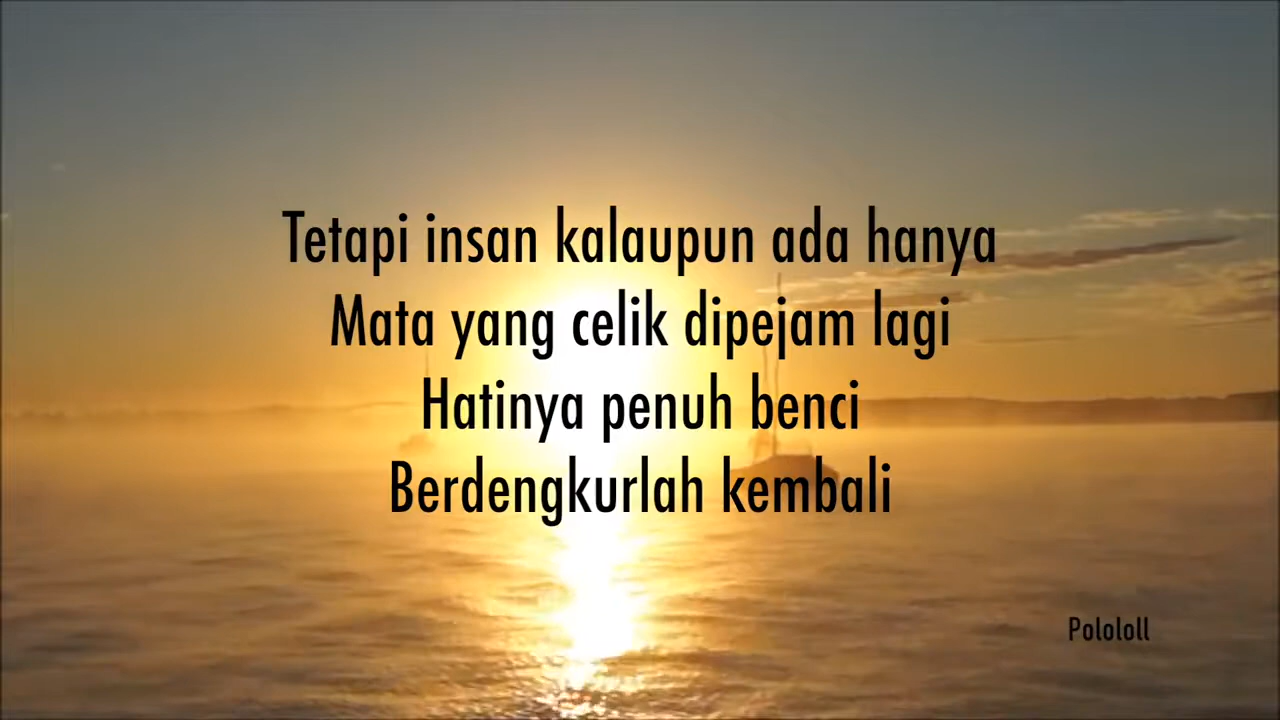 Tetapi insan kalaupun ada hanya
Mata yang celik dipejam lagi
Hatinya penuh benci
Berdengkurlah kembali
Polololl